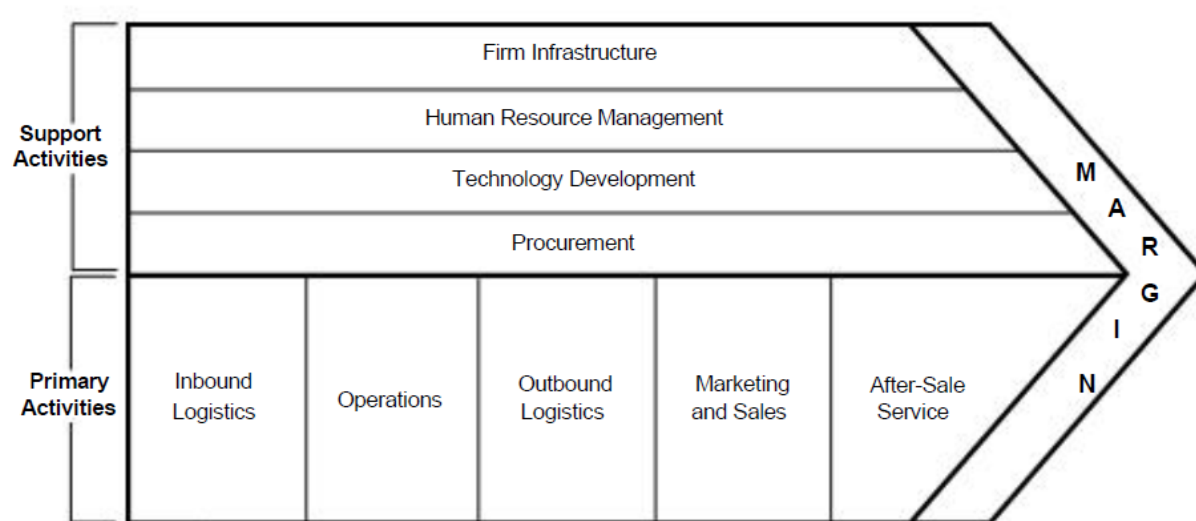 Firm Infrastructure
Human Resource Management
Support
Activities
Technology Development
Procurement
MARGIN
Primary
Activities
Inbound
Logistics
Operations
Outbound
Logistics
Marketing
and Sales
After-Sale
Service